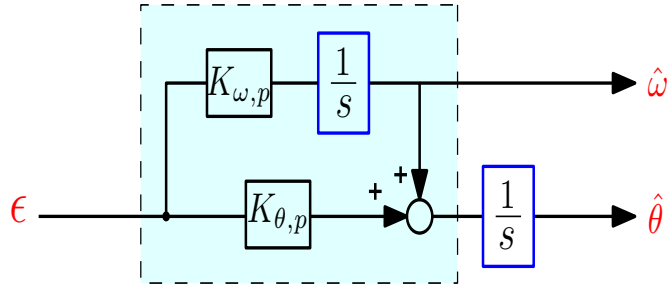 K_{ω,p} 1/s ω̂
+ +
ϵ K_{θ,p} 1/s θ̂